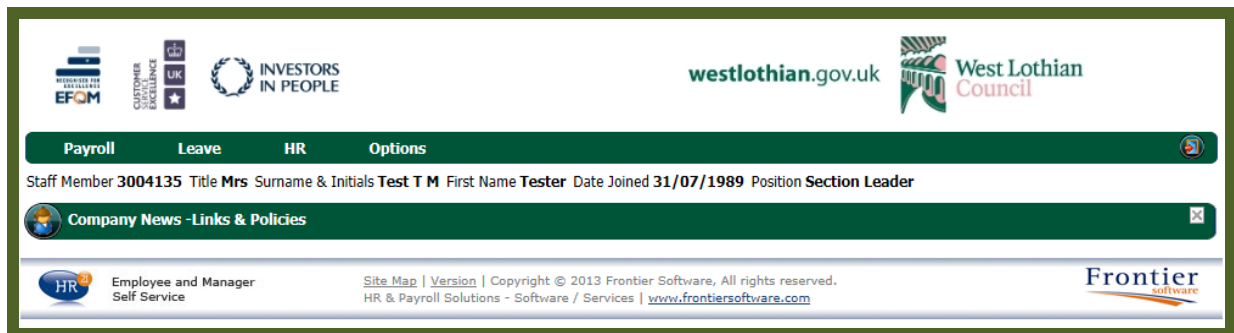 RECOGNISED FOR EXCELLENCE
EFQM
CUSTOMER
SERVICE
EXCELLENCE
UK
INVESTORS
IN PEOPLE
westlothian.gov.uk
West Lothian
Council
Payroll Leave HR Options
Staff Member 3004135 Title Mrs Surname & Initials Test T M First Name Tester Date Joined 31/07/1989 Position Section Leader
Company News -Links & Policies
HR21
Employee and Manager
Self Service
Site Map | Version | Copyright © 2013 Frontier Software, All rights reserved.
HR & Payroll Solutions - Software / Services | www.frontiersoftware.com
Frontier
software